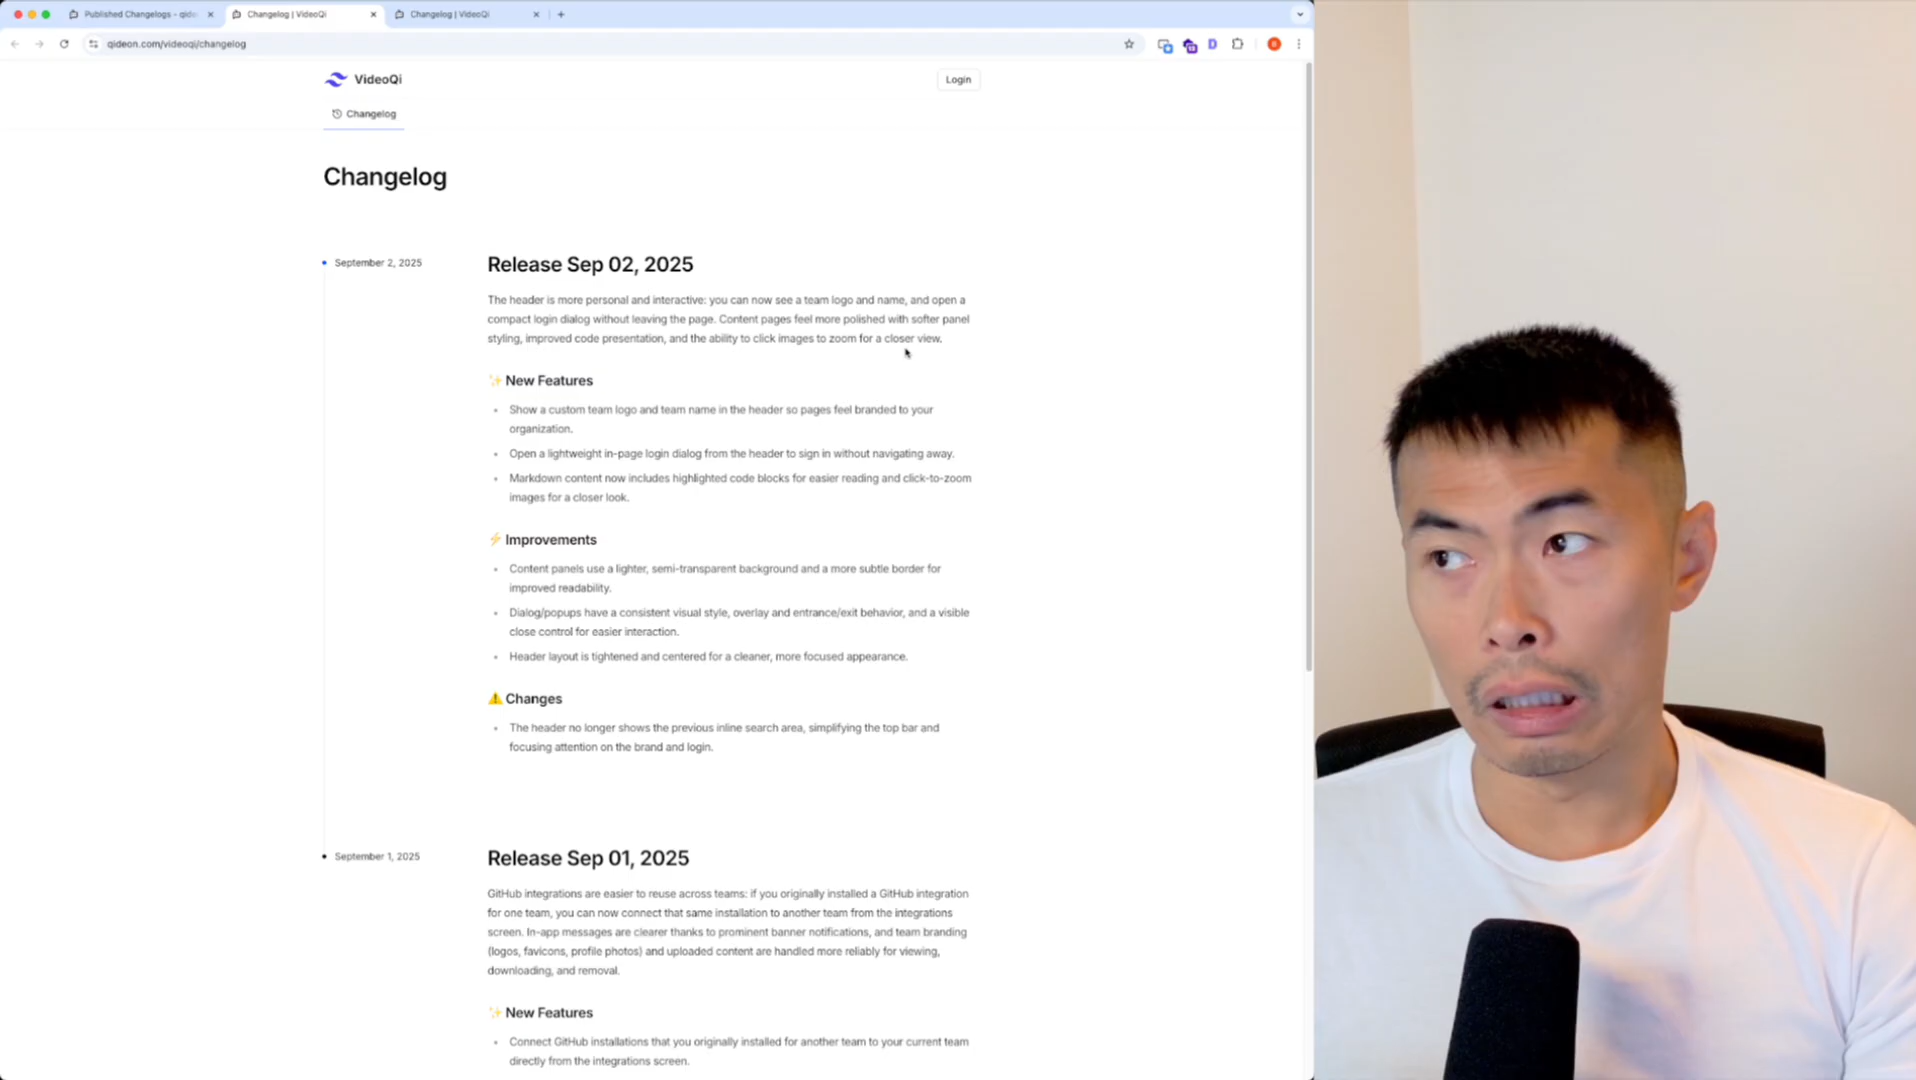 Published Changelogs - qide
Changelog | VideoQi
Changelog | VideoQi
qideon.com/videoqi/changelog
VideoQi
Login
Changelog
Changelog
September 2, 2025
Release Sep 02, 2025
The header is more personal and interactive: you can now see a team logo and name, and open a
compact login dialog without leaving the page. Content pages feel more polished with softer panel
styling, improved code presentation, and the ability to click images to zoom for a closer view.
✨ New Features
• Show a custom team logo and team name in the header so pages feel branded to your
organization.
• Open a lightweight in-page login dialog from the header to sign in without navigating away.
• Markdown content now includes highlighted code blocks for easier reading and click-to-zoom
images for a closer look.
⚡ Improvements
• Content panels use a lighter, semi-transparent background and a more subtle border for
improved readability.
• Dialog/popups have a consistent visual style, overlay and entrance/exit behavior, and a visible
close control for easier interaction.
• Header layout is tightened and centered for a cleaner, more focused appearance.
⚠️ Changes
• The header no longer shows the previous inline search area, simplifying the top bar and
focusing attention on the brand and login.
September 1, 2025
Release Sep 01, 2025
GitHub integrations are easier to reuse across teams: if you originally installed a GitHub integration
for one team, you can now connect that same installation to another team from the integrations
screen. In-app messages are clearer thanks to prominent banner notifications, and team branding
(logos, favicons, profile photos) and uploaded content are handled more reliably for viewing,
downloading, and removal.
✨ New Features
• Connect GitHub installations that you originally installed for another team to your current team
directly from the integrations screen.